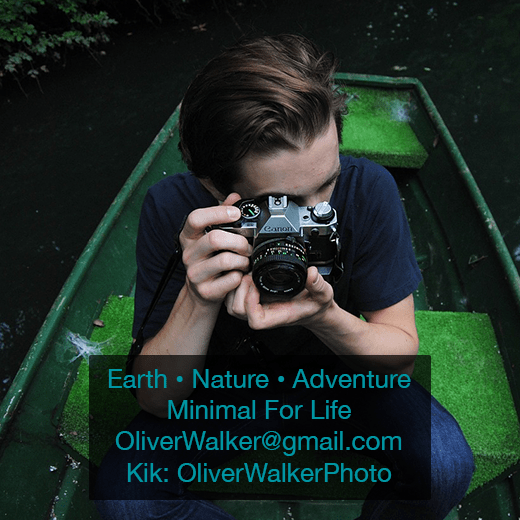 Canon
Earth • Nature • Adventure
Minimal For Life
OliverWalker@gmail.com
Kik: OliverWalkerPhoto